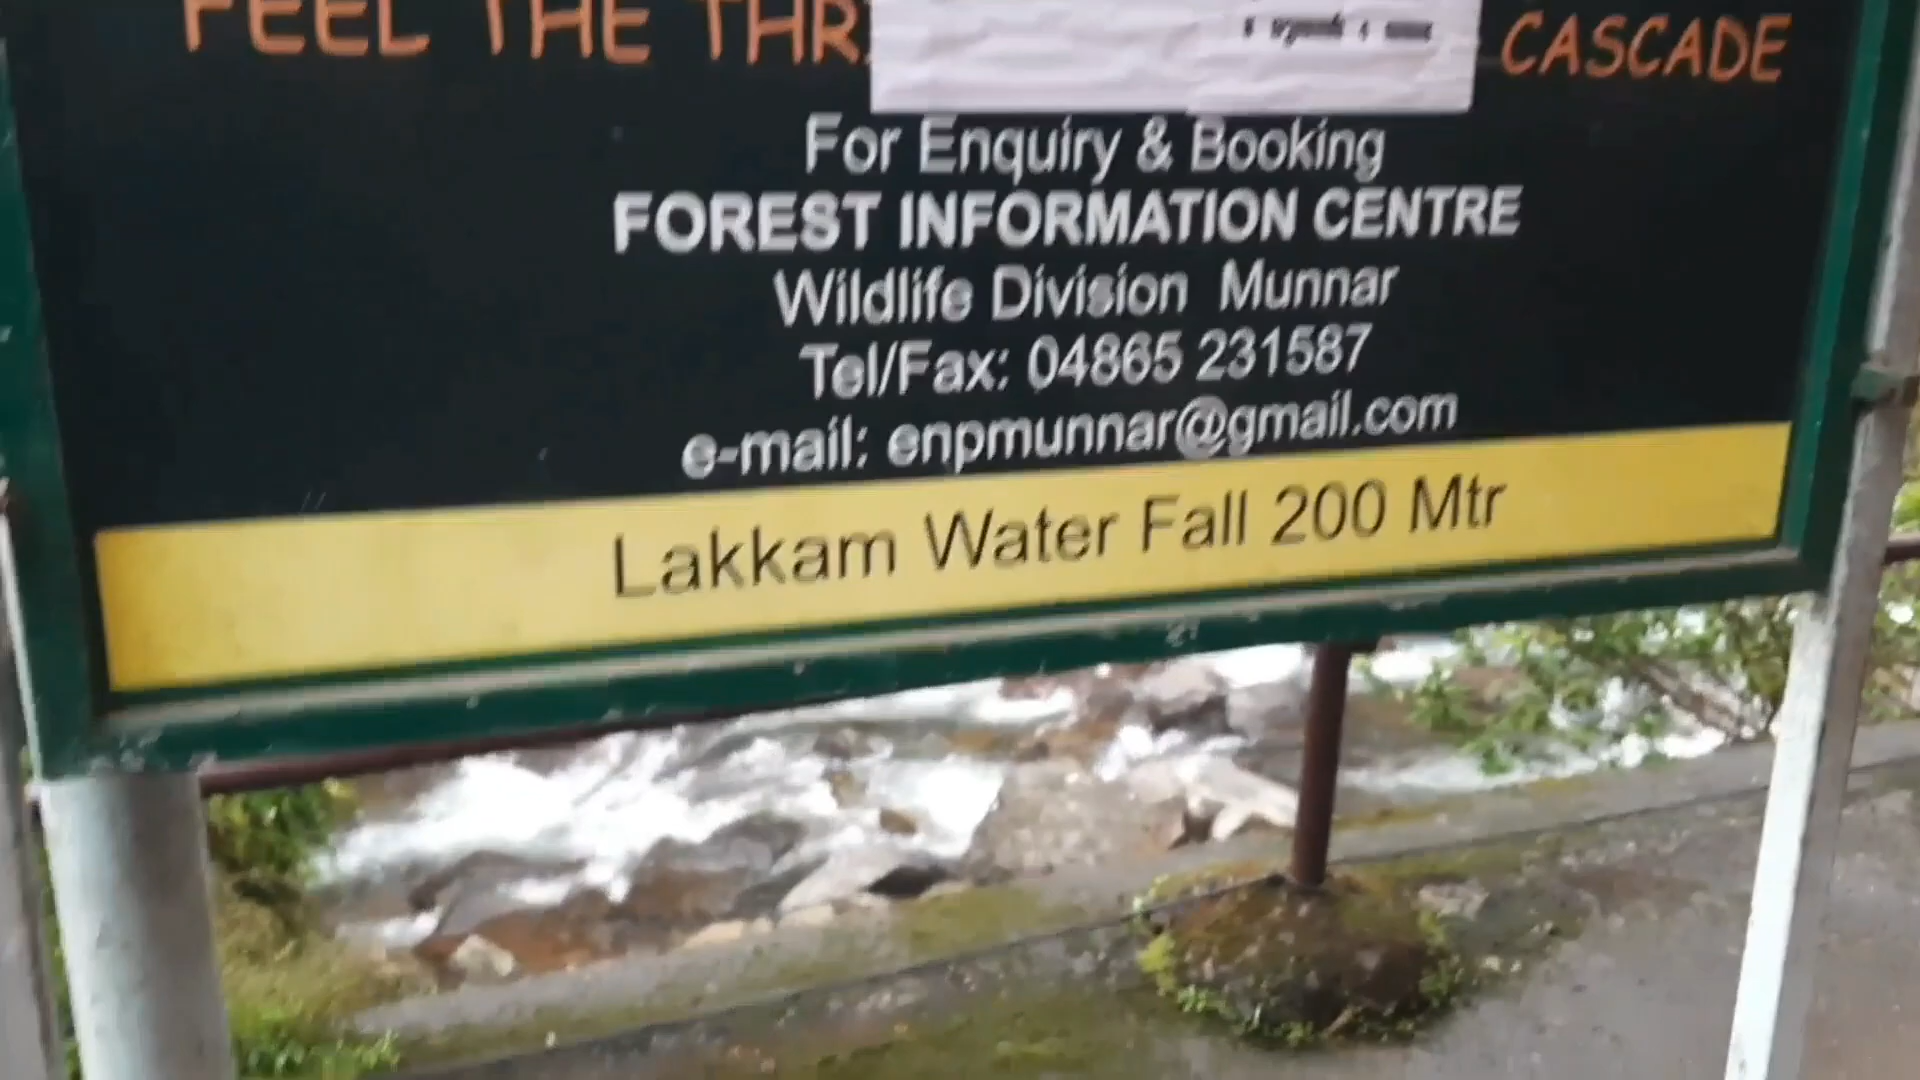 FEEL THE THR CASCADE
For Enquiry & Booking
FOREST INFORMATION CENTRE
Wildlife Division Munnar
Tel/Fax: 04865 231587
e-mail: enpmunnar@gmail.com
Lakkam Water Fall 200 Mtr